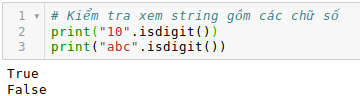 1 # Kiểm tra xem string gồm các chữ số
2 print("10".isdigit())
3 print("abc".isdigit())
True
False